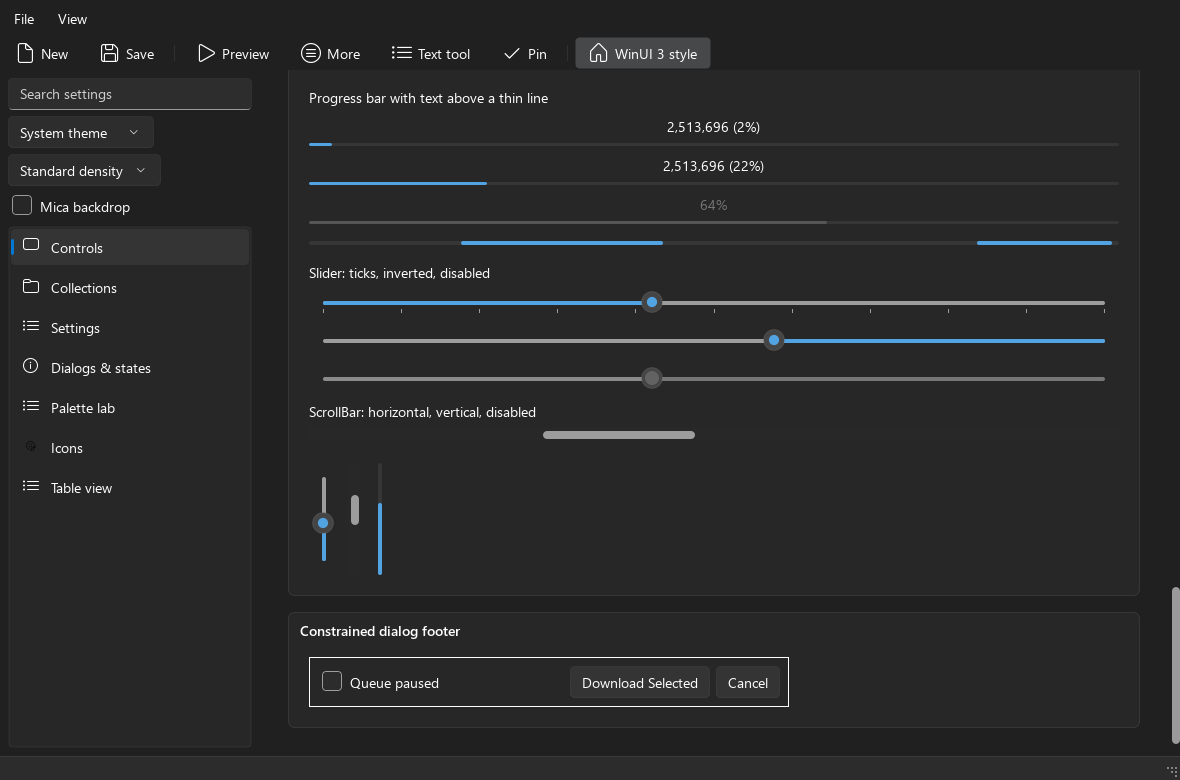 File View
New Save Preview More Text tool Pin WinUI 3 style
Search settings
System theme
Standard density
Mica backdrop
Controls
Collections
Settings
Dialogs & states
Palette lab
Icons
Table view
Progress bar with text above a thin line
2,513,696 (2%)
2,513,696 (22%)
64%
Slider: ticks, inverted, disabled
ScrollBar: horizontal, vertical, disabled
Constrained dialog footer
Queue paused Download Selected Cancel